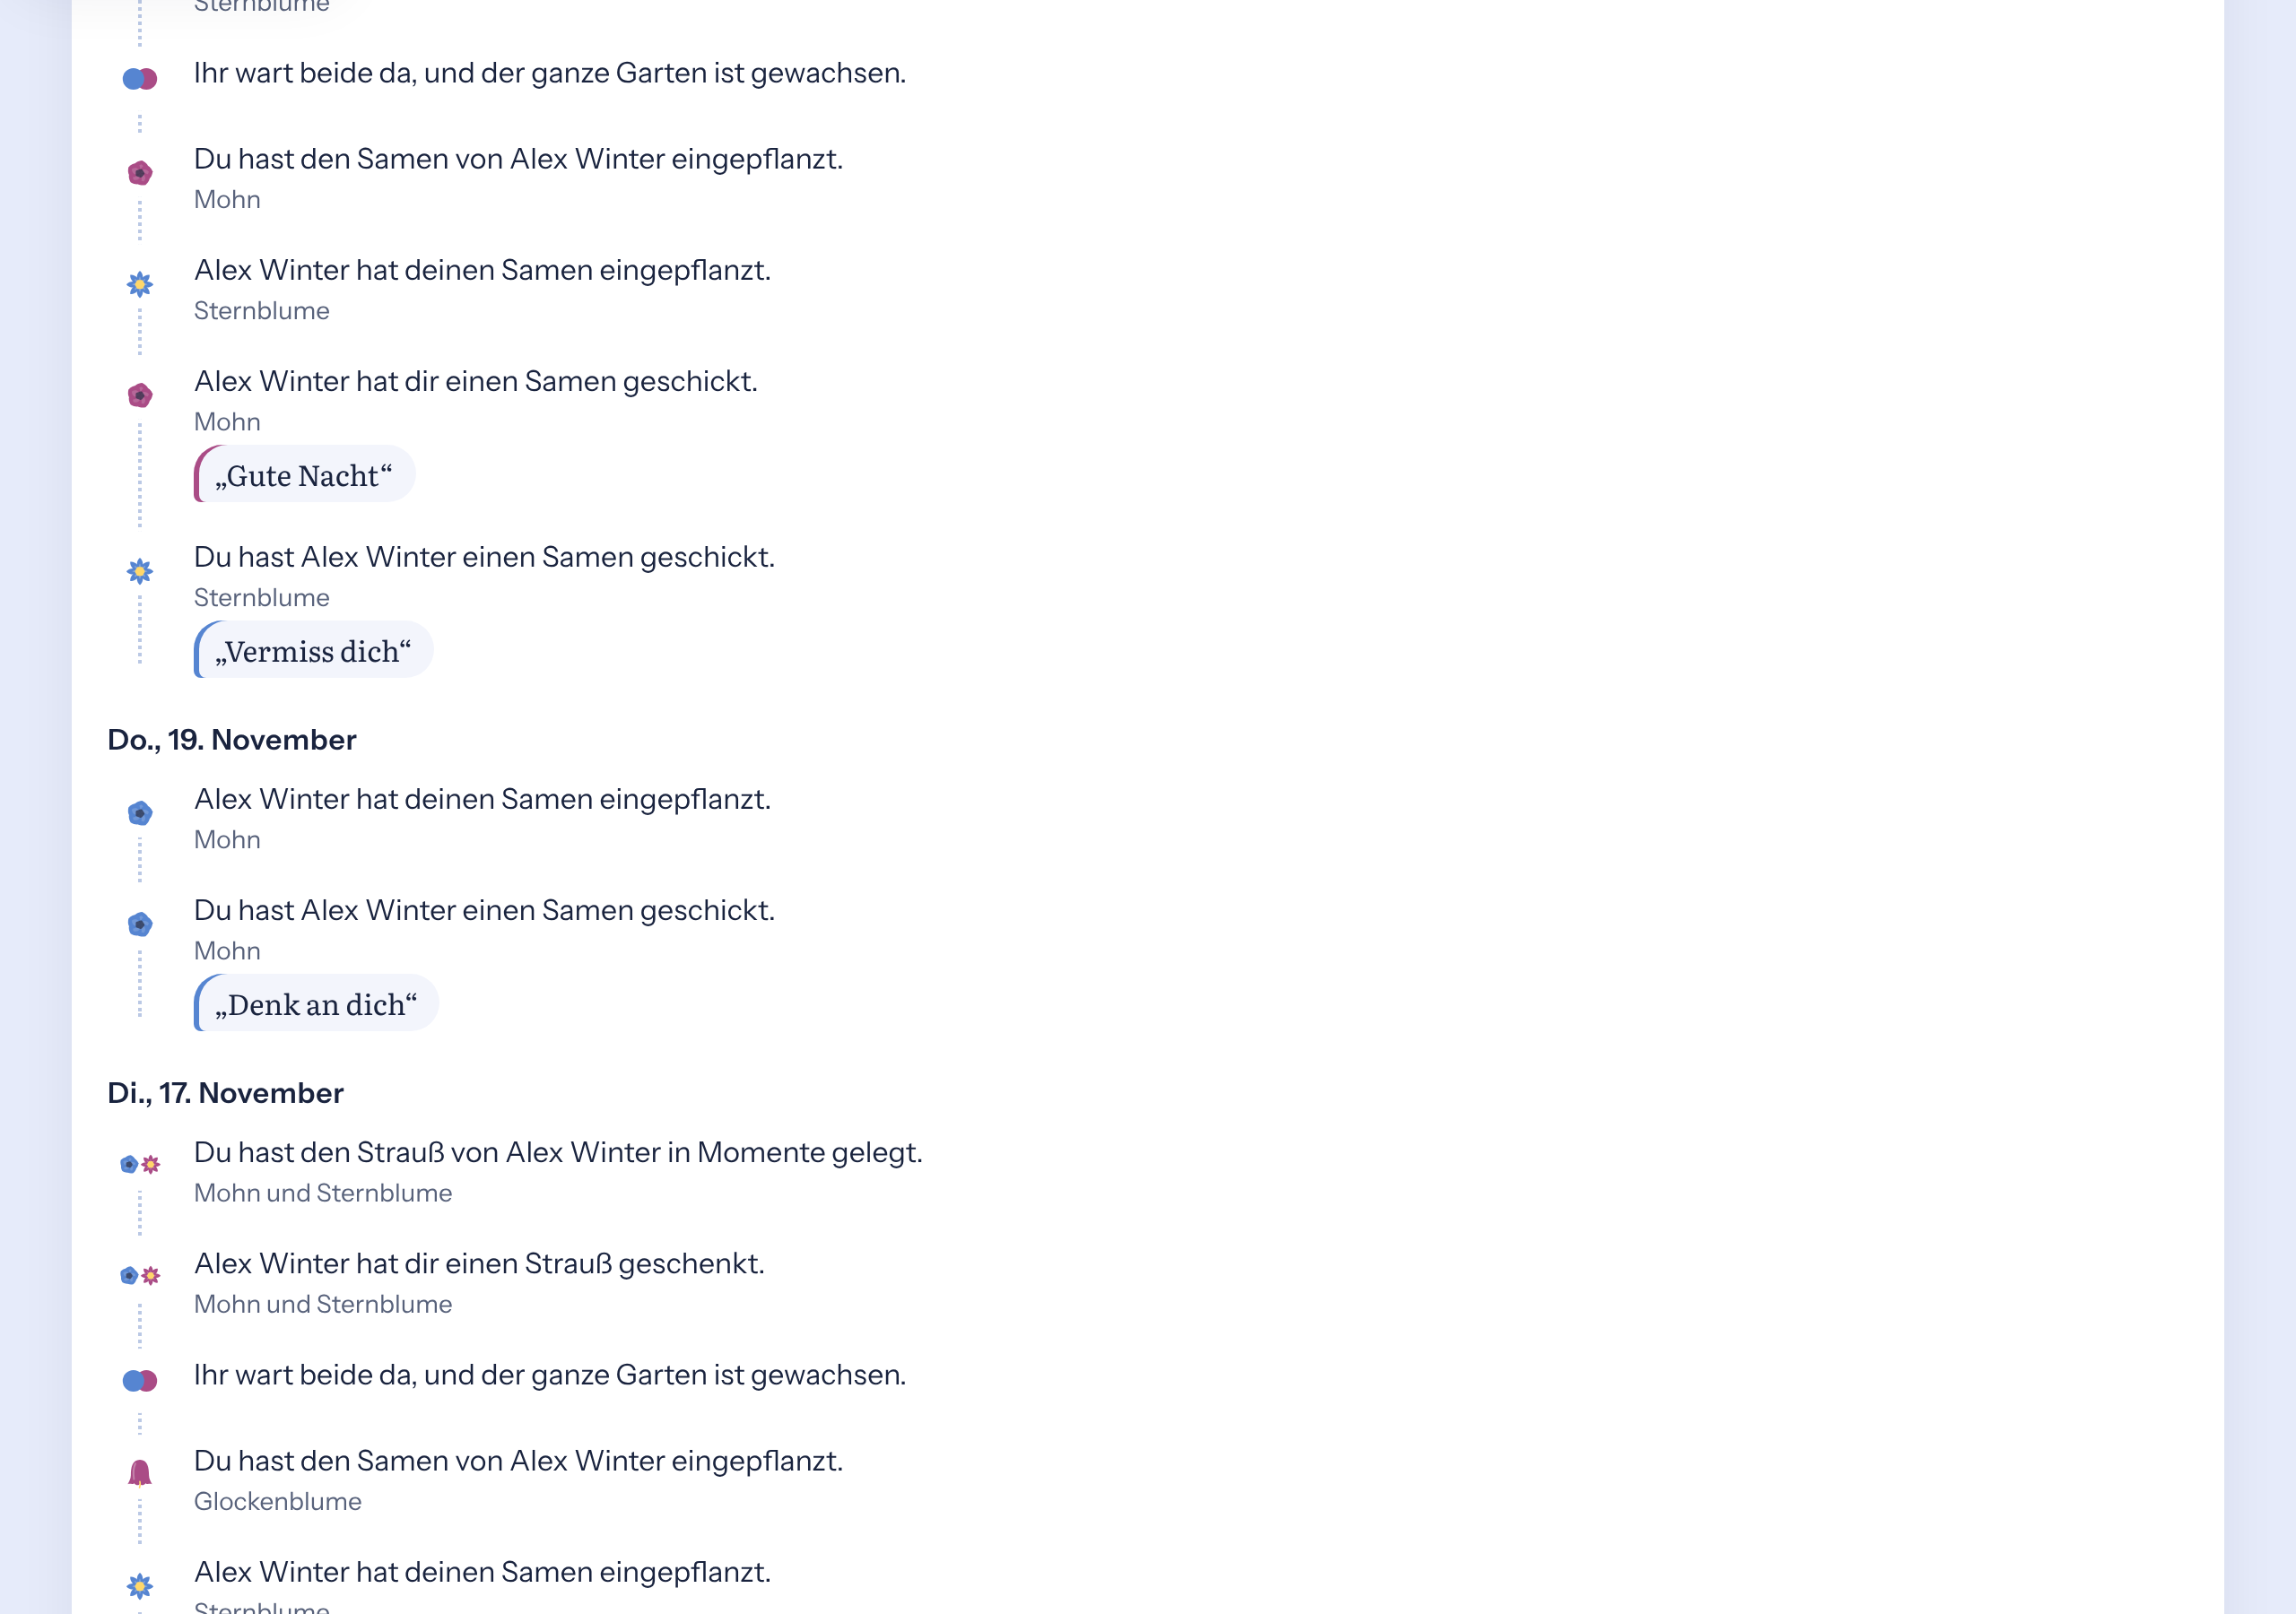 Sternblume
Ihr wart beide da, und der ganze Garten ist gewachsen.
Du hast den Samen von Alex Winter eingepflanzt.
Mohn
Alex Winter hat deinen Samen eingepflanzt.
Sternblume
Alex Winter hat dir einen Samen geschickt.
Mohn
„Gute Nacht“
Du hast Alex Winter einen Samen geschickt.
Sternblume
„Vermiss dich“
Do., 19. November
Alex Winter hat deinen Samen eingepflanzt.
Mohn
Du hast Alex Winter einen Samen geschickt.
Mohn
„Denk an dich“
Di., 17. November
Du hast den Strauß von Alex Winter in Momente gelegt.
Mohn und Sternblume
Alex Winter hat dir einen Strauß geschenkt.
Mohn und Sternblume
Ihr wart beide da, und der ganze Garten ist gewachsen.
Du hast den Samen von Alex Winter eingepflanzt.
Glockenblume
Alex Winter hat deinen Samen eingepflanzt.
Sternblume